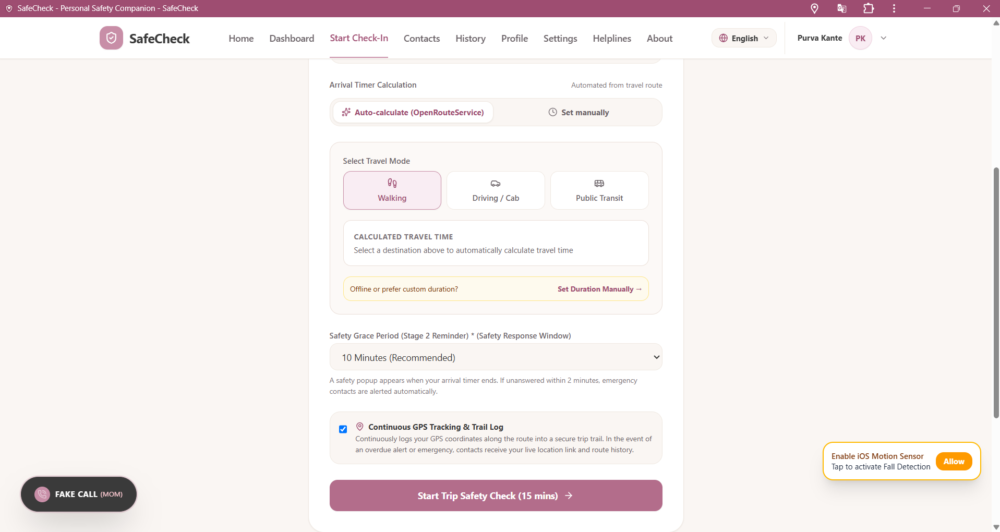 SafeCheck - Personal Safety Companion - SafeCheck
SafeCheck
Home
Dashboard
Start Check-In
Contacts
History
Profile
Settings
Helplines
About
English
Purva Kante
PK
Arrival Timer Calculation
Automated from travel route
Auto-calculate (OpenRouteService)
Set manually
Select Travel Mode
Walking
Driving / Cab
Public Transit
CALCULATED TRAVEL TIME
Select a destination above to automatically calculate travel time
Offline or prefer custom duration?
Set Duration Manually →
Safety Grace Period (Stage 2 Reminder) * (Safety Response Window)
10 Minutes (Recommended)
A safety popup appears when your arrival timer ends. If unanswered within 2 minutes, emergency
contacts are alerted automatically.
Continuous GPS Tracking & Trail Log
Continuously logs your GPS coordinates along the route into a secure trip trail. In the event of
an overdue alert or emergency, contacts receive your live location link and route history.
Enable iOS Motion Sensor
Tap to activate Fall Detection
Allow
FAKE CALL (MOM)
Start Trip Safety Check (15 mins) →